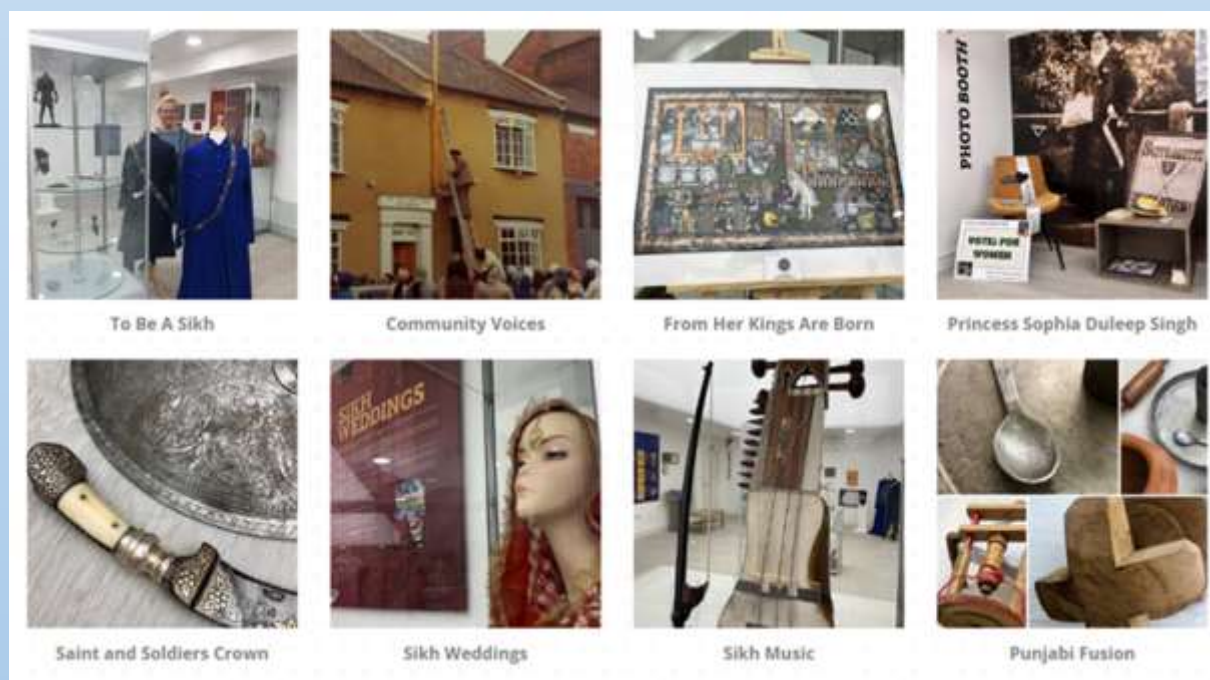 PHOTO BOOTH
VOTES FOR
WOMEN
To Be A Sikh
Community Voices
From Her Kings Are Born
Princess Sophia Duleep Singh
SIKH
WEDDINGS
Saint and Soldiers Crown
Sikh Weddings
Sikh Music
Punjabi Fusion